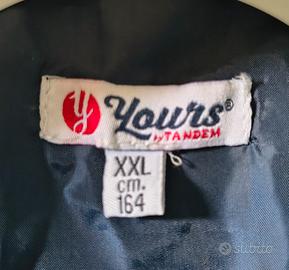 y Yours®
by TANDEM
XXL
cm.
164
subito